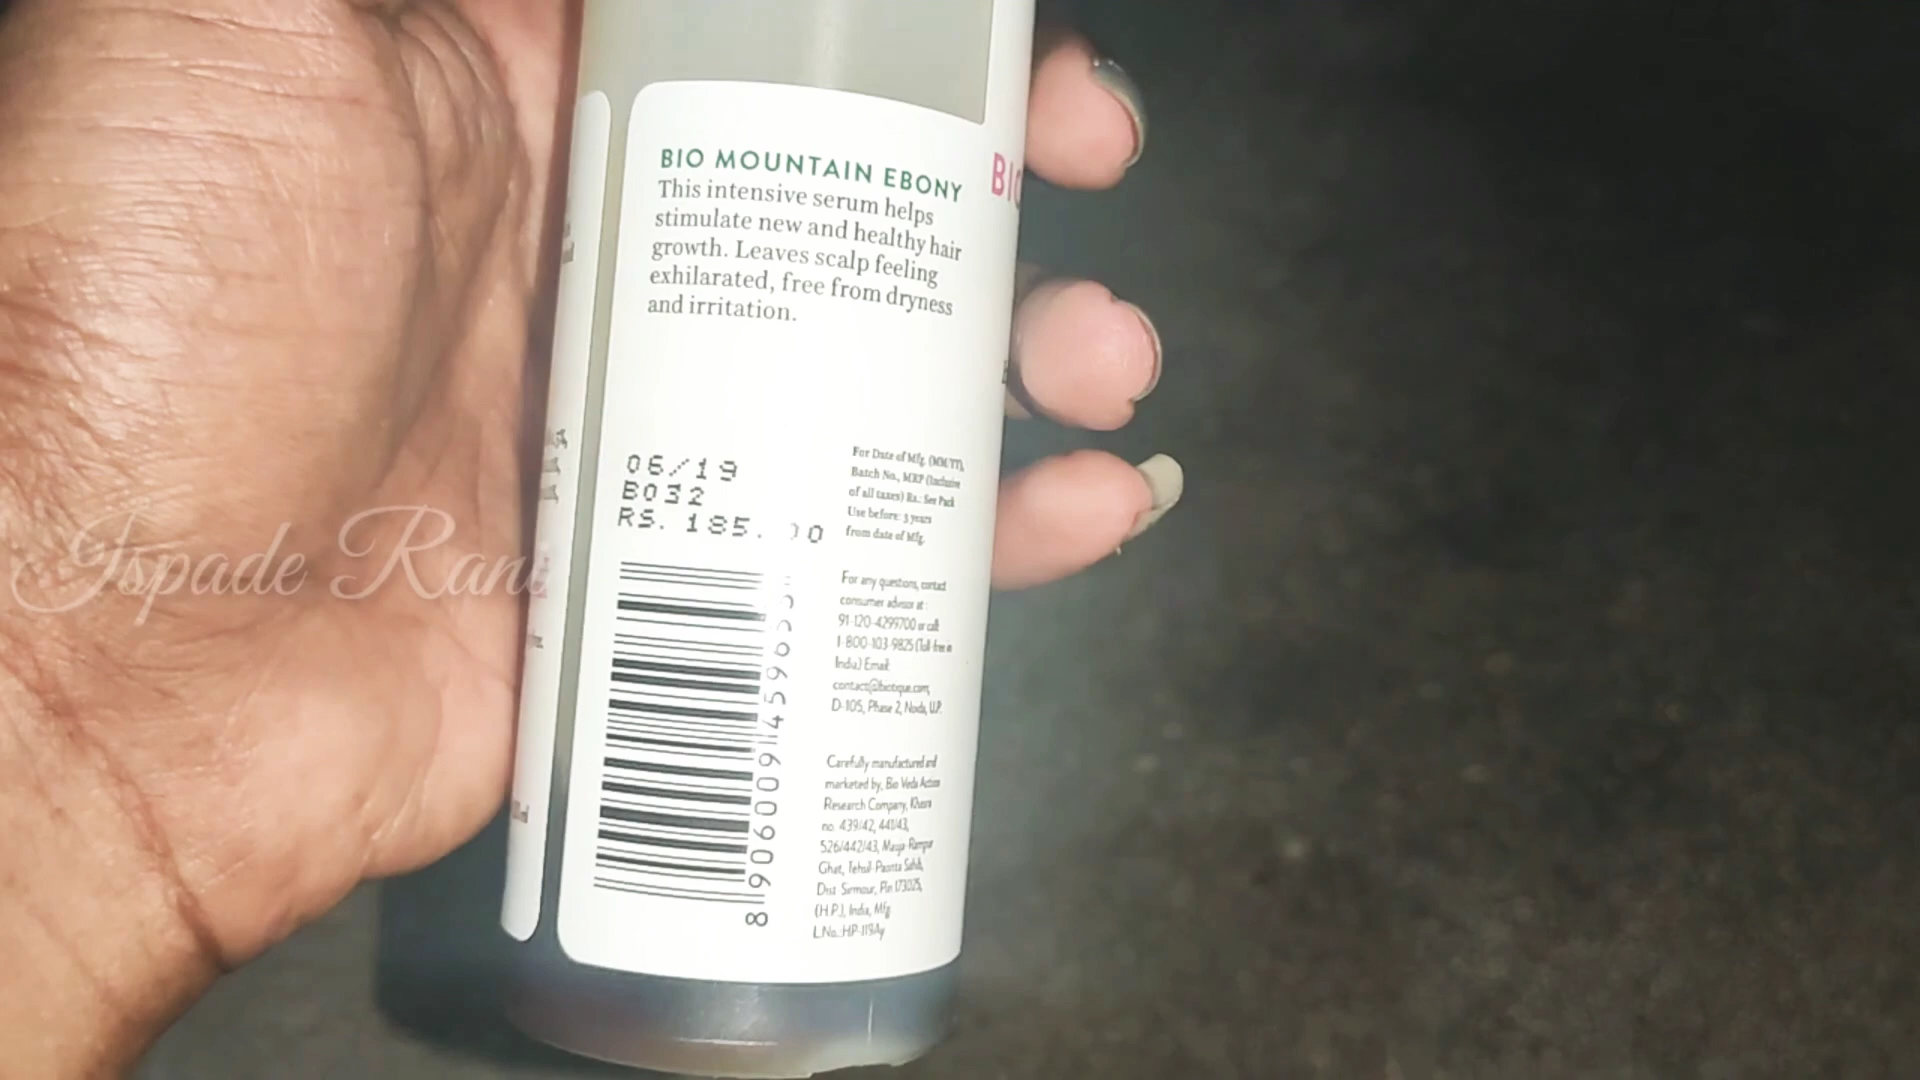 BIO MOUNTAIN EBONY
This intensive serum helps
stimulate new and healthy hair
growth. Leaves scalp feeling
exhilarated, free from dryness
and irritation.
06/19
B032
RS. 185. 0
For Date of Mfg. (MM/YY),
Batch No., MRP (Inclusive
of all taxes) Rs.: See Pack
Use before: 3 years
from date of Mfg.
For any questions, contact
consumer advisor at :
91-120-4299700 or call:
1-800-103-9825 (Toll-free in
India) Email:
contact@biotique.com,
D-105, Phase 2, Noida, U.P.
Carefully manufactured and
marketed by, Bio Veda Action
Research Company, Khasra
no. 439/42, 441/43,
526/442/43, Mauja-Rampur
Ghat, Tehsil-Paonta Sahib,
Dist. Sirmour, Pin 173025,
(H.P.), India, Mfg.
L.No.:HP-119Ay
BIO
Ispade Rani